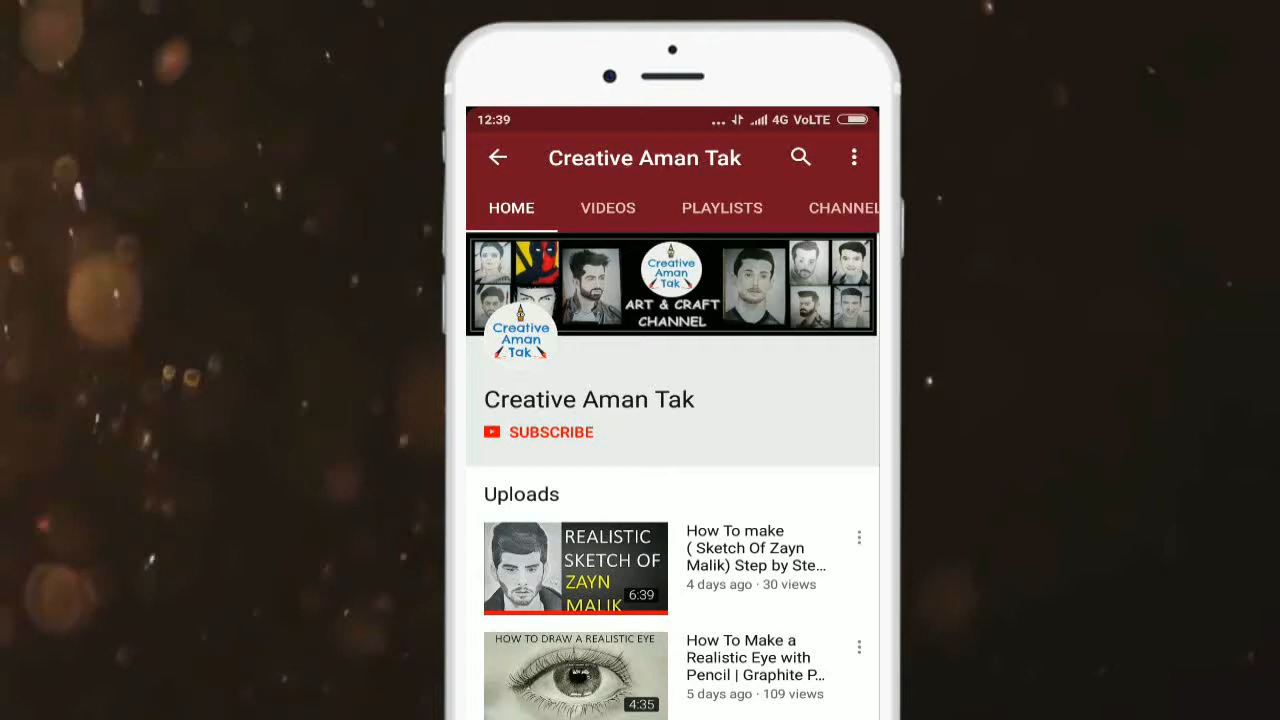 12:39
... 4G VoLTE
Creative Aman Tak
HOME VIDEOS PLAYLISTS CHANNEL
Creative
Aman
Tak
ART & CRAFT
CHANNEL
Creative
Aman
Tak
Creative Aman Tak
SUBSCRIBE
Uploads
REALISTIC
SKETCH OF
ZAYN
MALIK
6:39
How To make
( Sketch Of Zayn
Malik) Step by Ste...
4 days ago · 30 views
HOW TO DRAW A REALISTIC EYE
4:35
How To Make a
Realistic Eye with
Pencil | Graphite P...
5 days ago · 109 views